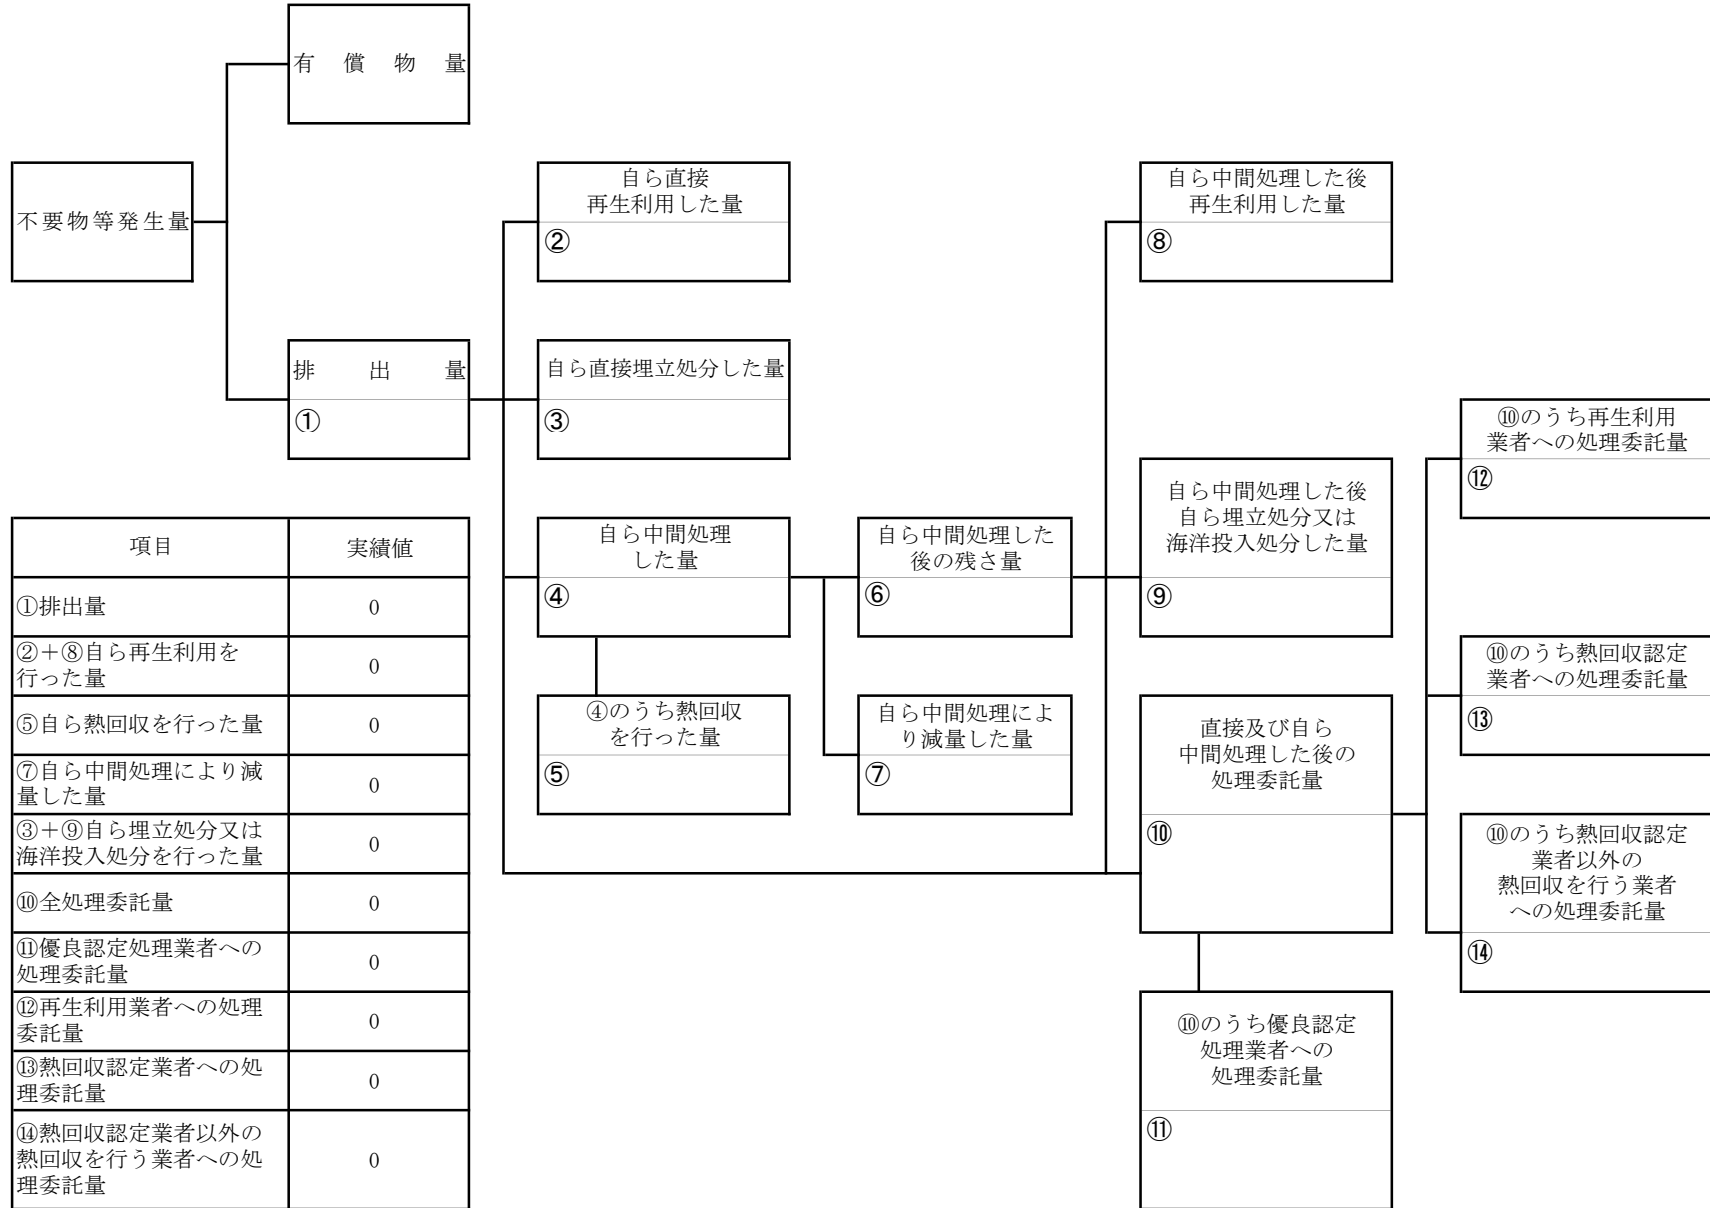 有償物量
不要物等発生量
自ら直接
再生利用した量
②
自ら中間処理した後
再生利用した量
⑧
排出量
①
自ら直接埋立処分した量
③
⑩のうち再生利用
業者への処理委託量
⑫
自ら中間処理
した量
④
自ら中間処理した
後の残さ量
⑥
自ら中間処理した後
自ら埋立処分又は
海洋投入処分した量
⑨
④のうち熱回収
を行った量
⑤
自ら中間処理によ
り減量した量
⑦
直接及び自ら
中間処理した後の
処理委託量
⑩
⑩のうち熱回収認定
業者への処理委託量
⑬
⑩のうち熱回収認定
業者以外の
熱回収を行う業者
への処理委託量
⑭
⑩のうち優良認定
処理業者への
処理委託量
⑪
項目 実績値
①排出量 0
②+⑧自ら再生利用を
行った量 0
⑤自ら熱回収を行った量 0
⑦自ら中間処理により減
量した量 0
③+⑨自ら埋立処分又は
海洋投入処分を行った量 0
⑩全処理委託量 0
⑪優良認定処理業者への
処理委託量 0
⑫再生利用業者への処理
委託量 0
⑬熱回収認定業者への処
理委託量 0
⑭熱回収認定業者以外の
熱回収を行う業者への処
理委託量 0